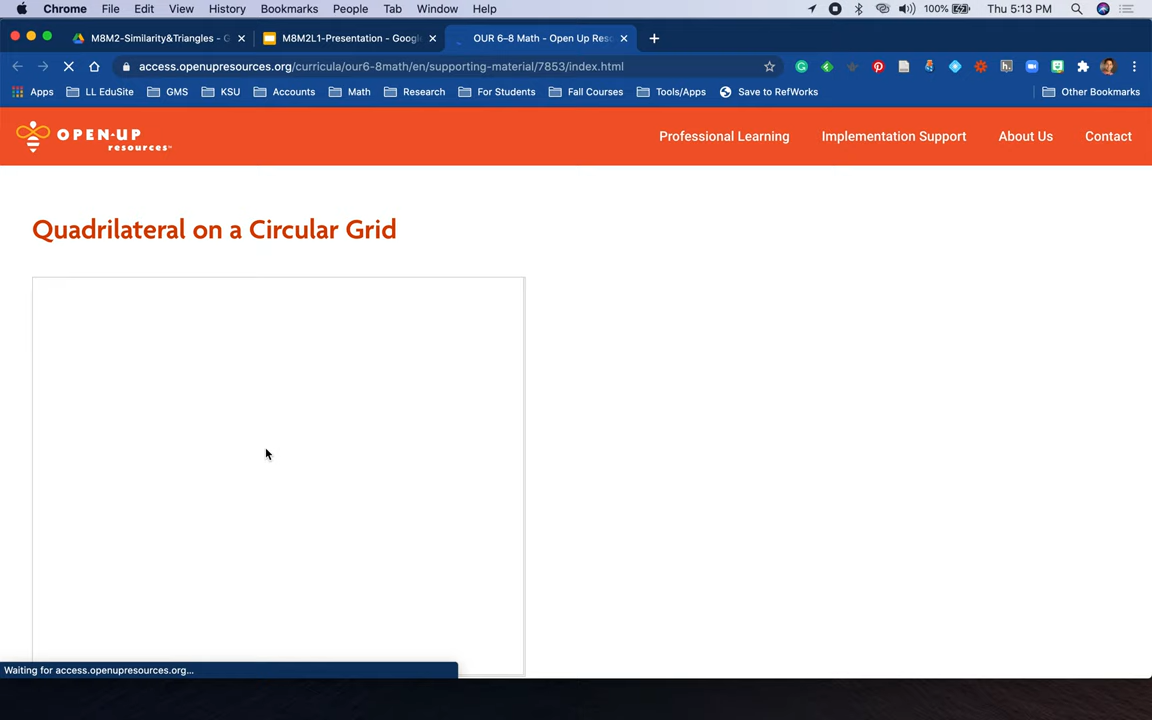 Chrome File Edit View History Bookmarks People Tab Window Help 100% Thu 5:13 PM
M8M2-Similarity&Triangles - G M8M2L1-Presentation - Googl OUR 6–8 Math - Open Up Res
access.openupresources.org/curricula/our6-8math/en/supporting-material/7853/index.html
Apps LL EduSite GMS KSU Accounts Math Research For Students Fall Courses Tools/Apps Save to RefWorks Other Bookmarks
OPEN-UP
resources™
Professional Learning Implementation Support About Us Contact
Quadrilateral on a Circular Grid
Waiting for access.openupresources.org...